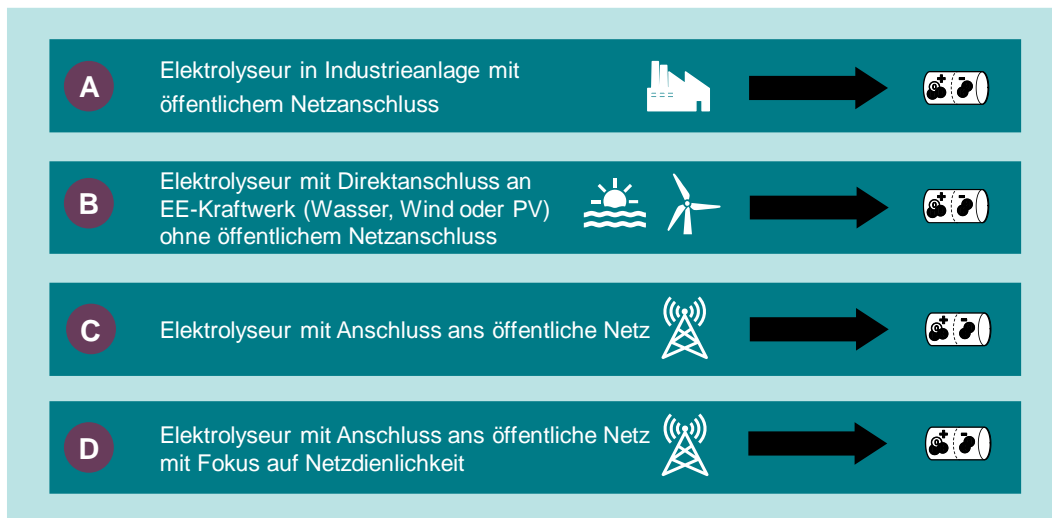 A
Elektrolyseur in Industrieanlage mit
öffentlichem Netzanschluss
B
Elektrolyseur mit Direktanschluss an
EE-Kraftwerk (Wasser, Wind oder PV)
ohne öffentlichem Netzanschluss
C
Elektrolyseur mit Anschluss ans öffentliche Netz
D
Elektrolyseur mit Anschluss ans öffentliche Netz
mit Fokus auf Netzdienlichkeit